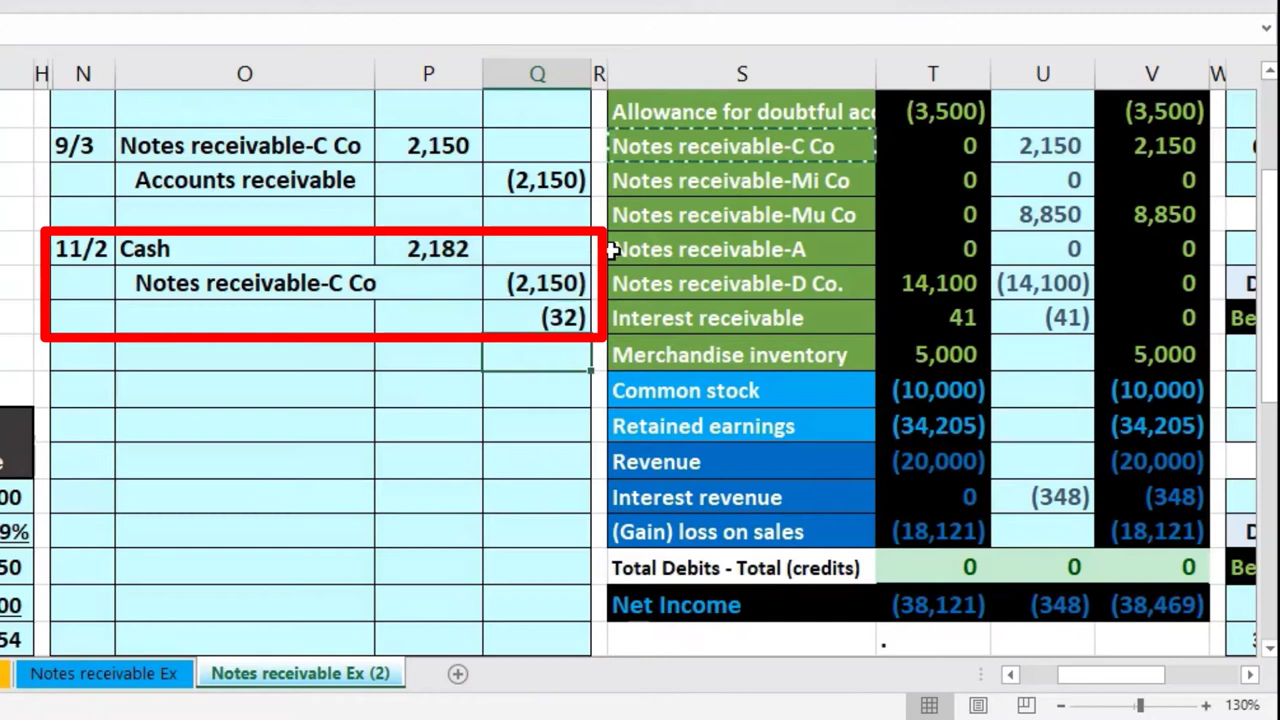 H N O P Q R S T U V W
Allowance for doubtful acc (3,500) (3,500)
9/3 Notes receivable-C Co 2,150 Notes receivable-C Co 0 2,150 2,150
Accounts receivable (2,150) Notes receivable-Mi Co 0 0 0
Notes receivable-Mu Co 0 8,850 8,850
11/2 Cash 2,182 Notes receivable-A 0 0 0
Notes receivable-C Co (2,150) Notes receivable-D Co. 14,100 (14,100) 0
(32) Interest receivable 41 (41) 0 Be
Merchandise inventory 5,000 5,000
Common stock (10,000) (10,000)
Retained earnings (34,205) (34,205)
Revenue (20,000) (20,000)
00 Interest revenue 0 (348) (348)
9% (Gain) loss on sales (18,121) (18,121) D
50 Total Debits - Total (credits) 0 0 0 Be
00 Net Income (38,121) (348) (38,469)
54 .
Notes receivable Ex Notes receivable Ex (2)
130%